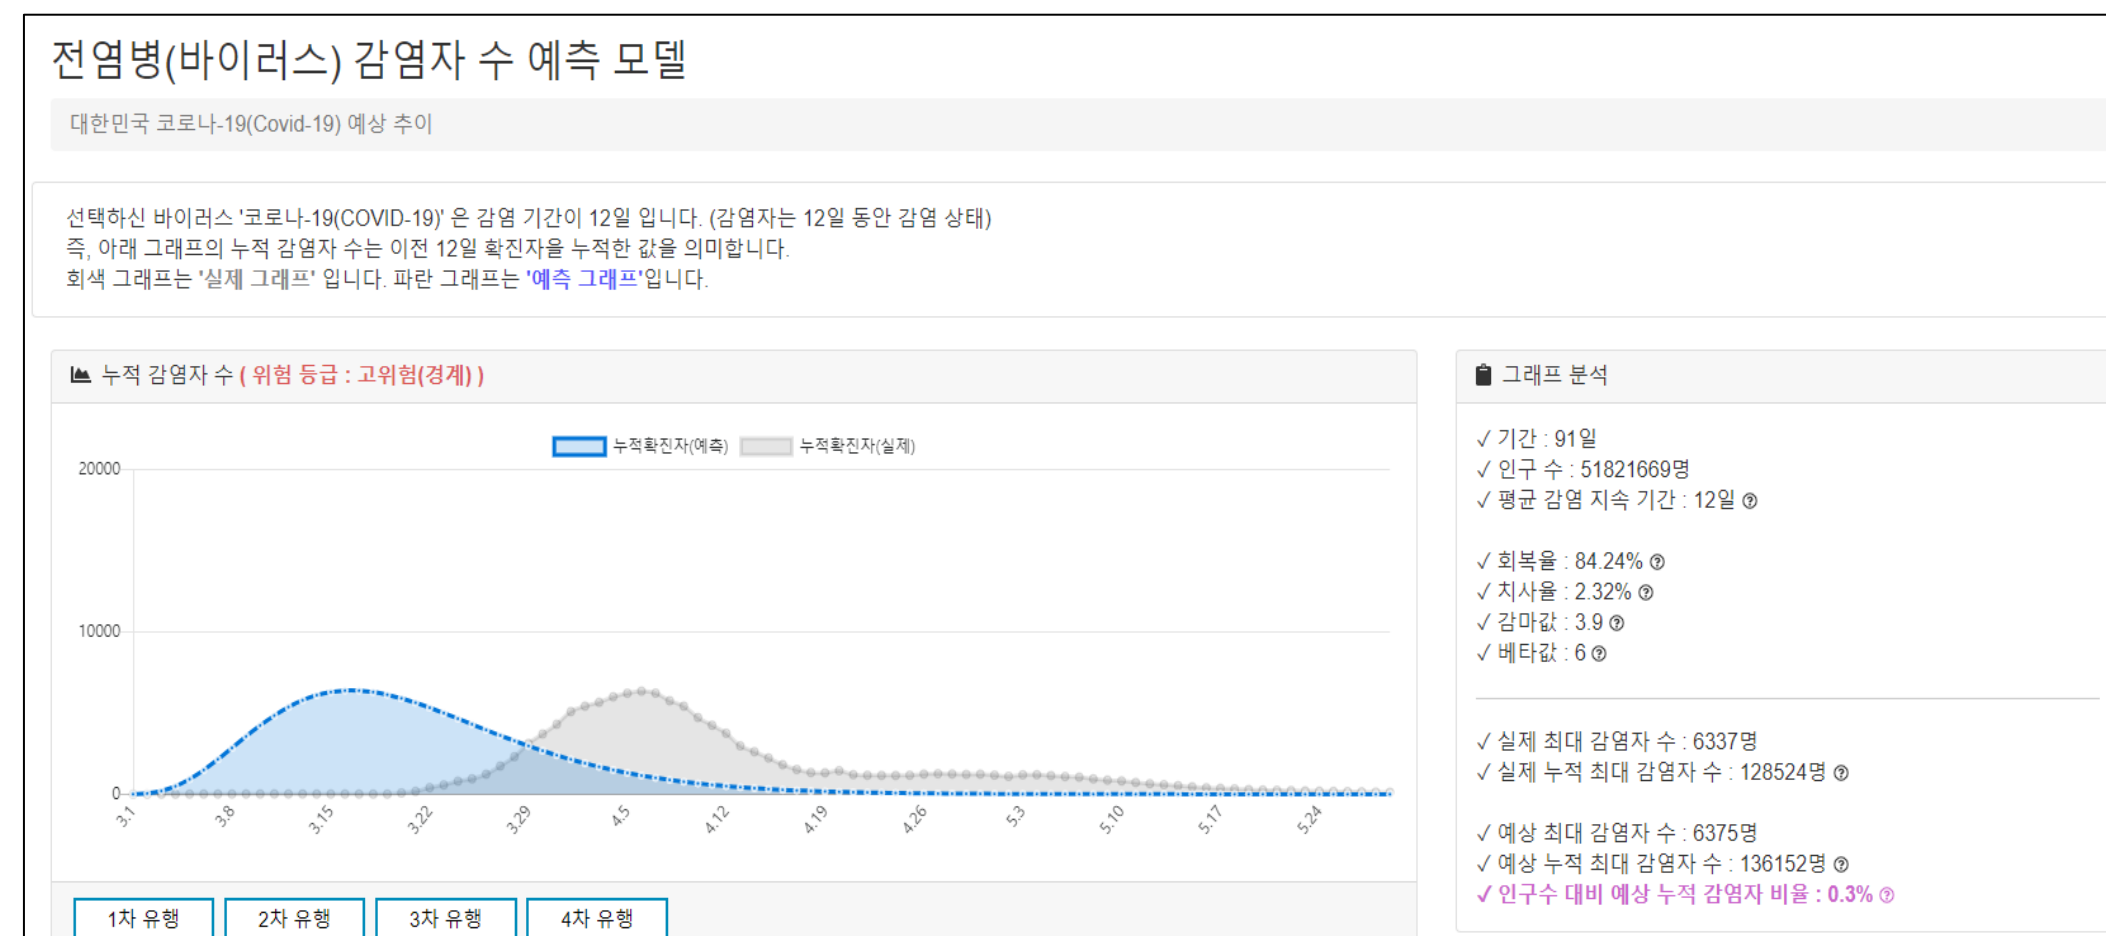 전염병(바이러스) 감염자 수 예측 모델
대한민국 코로나-19(Covid-19) 예상 추이
선택하신 바이러스 '코로나-19(COVID-19)' 은 감염 기간이 12일 입니다. (감염자는 12일 동안 감염 상태)
즉, 아래 그래프의 누적 감염자 수는 이전 12일 확진자을 누적한 값을 의미합니다.
회색 그래프는 '실제 그래프' 입니다. 파란 그래프는 '예측 그래프'입니다.
누적 감염자 수 ( 위험 등급 : 고위험(경계) )
누적확진자(예측) 누적확진자(실제)
20000
10000
0
3.1 3.8 3.15 3.22 3.29 4.5 4.12 4.19 4.26 5.3 5.10 5.17 5.24
1차 유행 2차 유행 3차 유행 4차 유행
그래프 분석
✓ 기간 : 91일
✓ 인구 수 : 51821669명
✓ 평균 감염 지속 기간 : 12일
✓ 회복율 : 84.24%
✓ 치사율 : 2.32%
✓ 감마값 : 3.9
✓ 베타값 : 6
✓ 실제 최대 감염자 수 : 6337명
✓ 실제 누적 최대 감염자 수 : 128524명
✓ 예상 최대 감염자 수 : 6375명
✓ 예상 누적 최대 감염자 수 : 136152명
✓ 인구수 대비 예상 누적 감염자 비율 : 0.3%